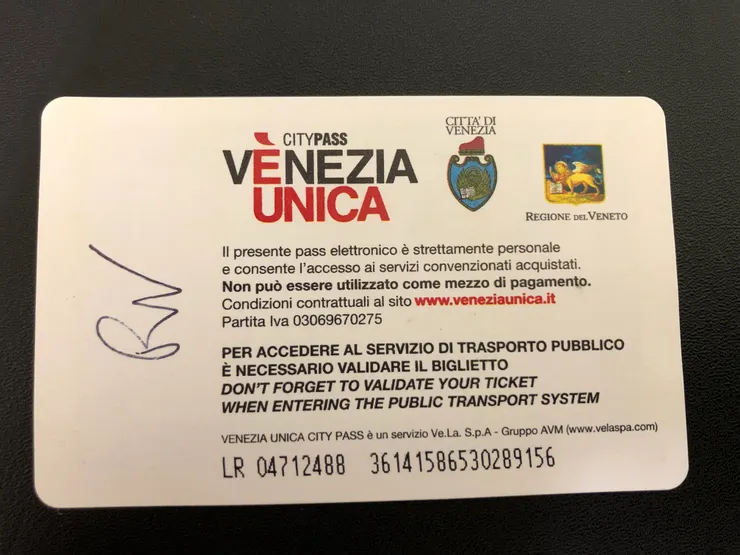 CITYPASS
VÈNEZIA
UNICA
CITTA' DI
VENEZIA
REGIONE DEL VENETO
Il presente pass elettronico è strettamente personale
e consente l'accesso ai servizi convenzionati acquistati.
Non può essere utilizzato come mezzo di pagamento.
Condizioni contrattuali al sito www.veneziaunica.it
Partita Iva 03069670275
PER ACCEDERE AL SERVIZIO DI TRASPORTO PUBBLICO
È NECESSARIO VALIDARE IL BIGLIETTO
DON'T FORGET TO VALIDATE YOUR TICKET
WHEN ENTERING THE PUBLIC TRANSPORT SYSTEM
VENEZIA UNICA CITY PASS è un servizio Ve.La. S.p.A - Gruppo AVM (www.velaspa.com)
LR 04712488 36141586530289156
RW